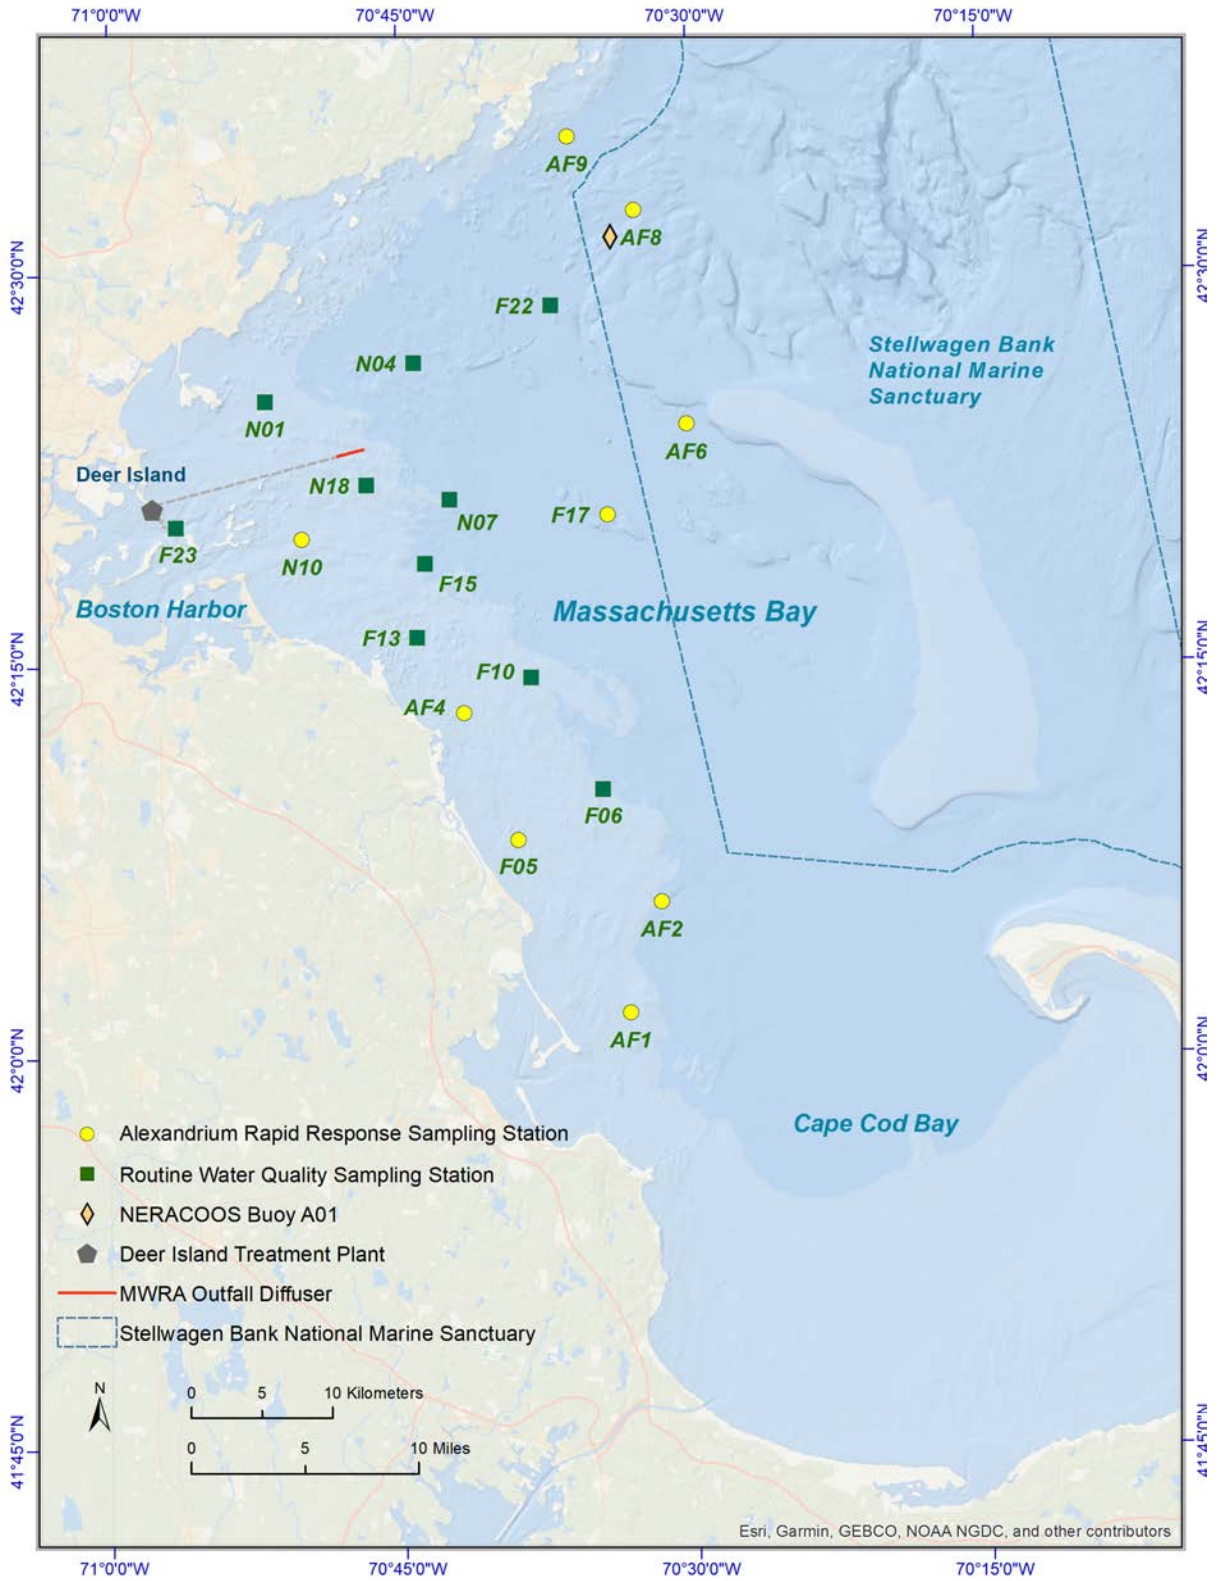 71°0'0"W
70°45'0"W
70°30'0"W
70°15'0"W
AF9
AF8
42°30'0"N
42°30'0"N
F22
N04
Stellwagen Bank
National Marine
Sanctuary
N01
AF6
Deer Island
N18
N07
F17
F23
N10
F15
Boston Harbor
Massachusetts Bay
F13
42°15'0"N
42°15'0"N
F10
AF4
F06
F05
AF2
AF1
42°0'0"N
42°0'0"N
Cape Cod Bay
Alexandrium Rapid Response Sampling Station
Routine Water Quality Sampling Station
NERACOOS Buoy A01
Deer Island Treatment Plant
MWRA Outfall Diffuser
Stellwagen Bank National Marine Sanctuary
N
0 5 10 Kilometers
0 5 10 Miles
41°45'0"N
41°45'0"N
Esri, Garmin, GEBCO, NOAA NGDC, and other contributors
71°0'0"W
70°45'0"W
70°30'0"W
70°15'0"W